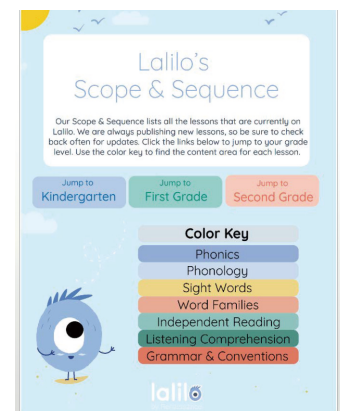 Lalilo's
Scope & Sequence
Our Scope & Sequence lists all the lessons that are currently on
Lalilo. We are always publishing new lessons, so be sure to check
back often for updates. Click the links below to jump to your grade
level. Use the color key to find the content area for each lesson.
Jump to
Kindergarten
Jump to
First Grade
Jump to
Second Grade
Color Key
Phonics
Phonology
Sight Words
Word Families
Independent Reading
Listening Comprehension
Grammar & Conventions
lalilo